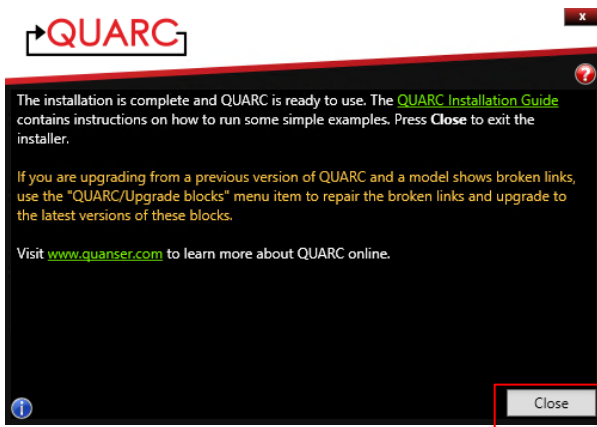 QUARC
x
?
The installation is complete and QUARC is ready to use. The QUARC Installation Guide
contains instructions on how to run some simple examples. Press Close to exit the
installer.
If you are upgrading from a previous version of QUARC and a model shows broken links,
use the "QUARC/Upgrade blocks" menu item to repair the broken links and upgrade to
the latest versions of these blocks.
Visit www.quanser.com to learn more about QUARC online.
i
Close